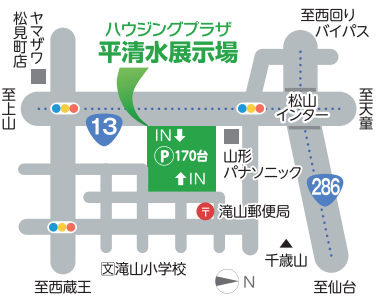 至西回り
バイパス
ヤマザワ
松見町店
ハウジングプラザ
平清水展示場
至上山
13
松山
インター
至天童
IN
P 170台
IN
山形
パナソニック
286
〒
滝山郵便局
文 滝山小学校
千歳山
N
至西蔵王
至仙台